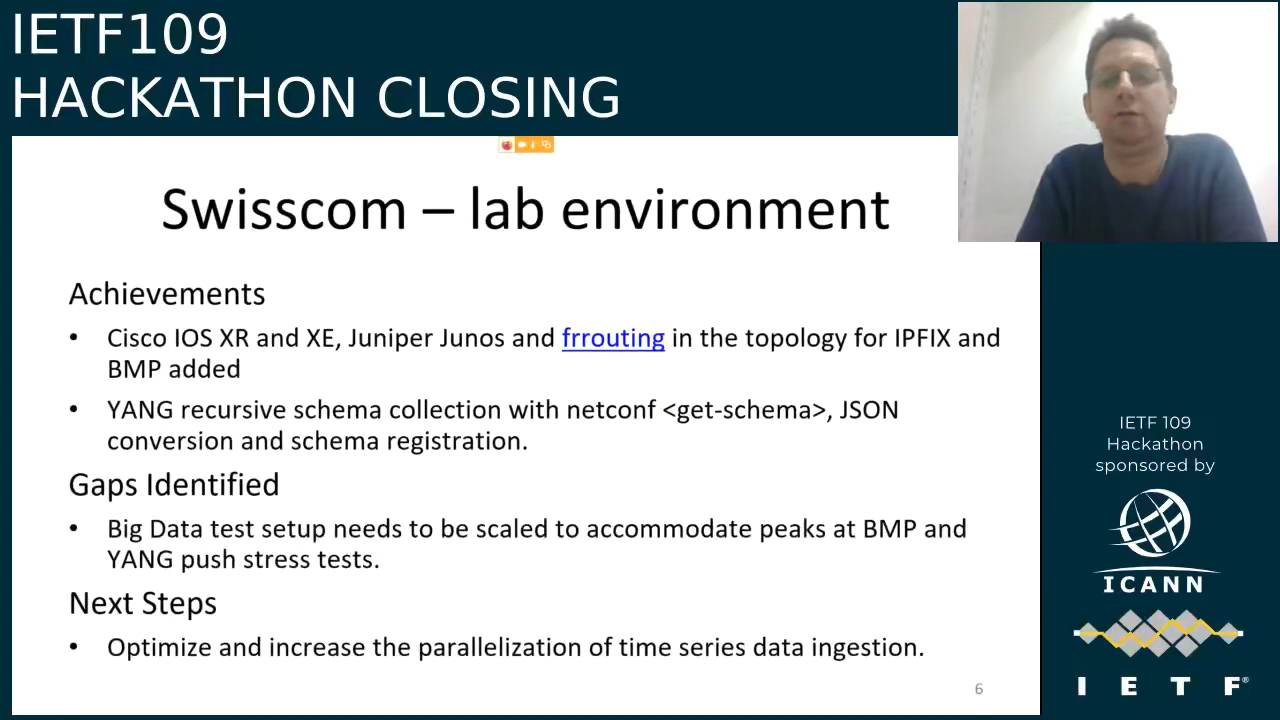 IETF109
HACKATHON CLOSING
Swisscom – lab environment
Achievements
• Cisco IOS XR and XE, Juniper Junos and frrouting in the topology for IPFIX and
BMP added
• YANG recursive schema collection with netconf <get-schema>, JSON
conversion and schema registration.
Gaps Identified
• Big Data test setup needs to be scaled to accommodate peaks at BMP and
YANG push stress tests.
Next Steps
• Optimize and increase the parallelization of time series data ingestion.
6
IETF 109
Hackathon
sponsored by
ICANN
I E T F®